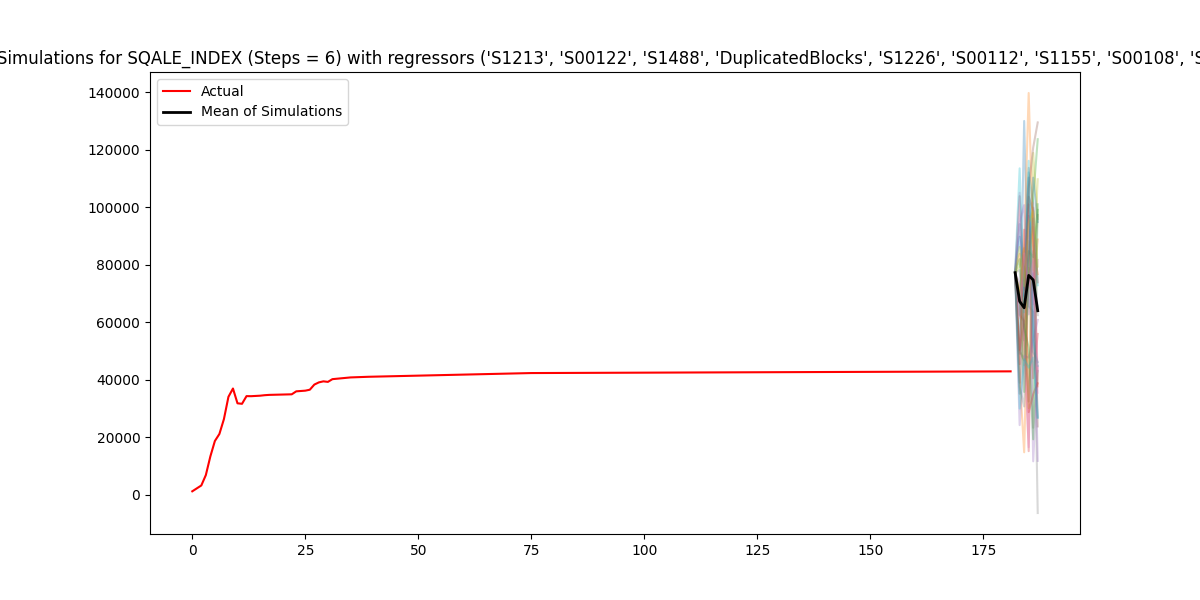 Simulations for SQALE_INDEX (Steps = 6) with regressors ('S1213', 'S00122', 'S1488', 'DuplicatedBlocks', 'S1226', 'S00112', 'S1155', 'S00108', 'S
Actual
Mean of Simulations
140000
120000
100000
80000
60000
40000
20000
0
0 25 50 75 100 125 150 175